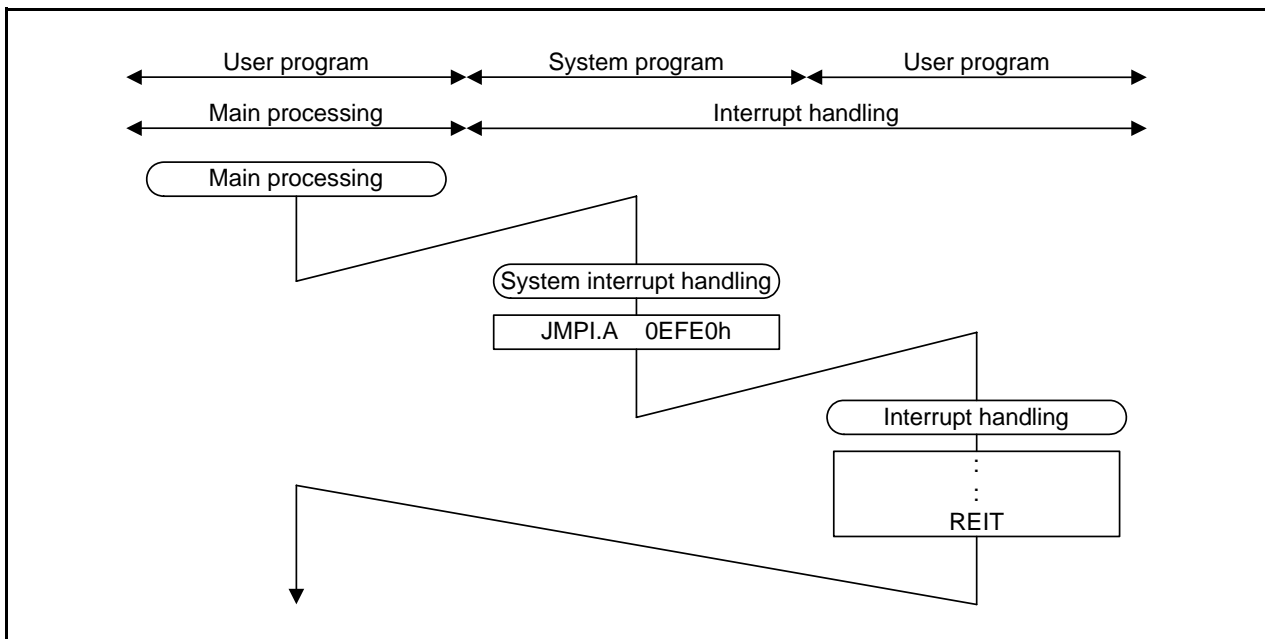 User program System program User program
Main processing Interrupt handling
Main processing
System interrupt handling
JMPI.A 0EFE0h
Interrupt handling
:
:
REIT